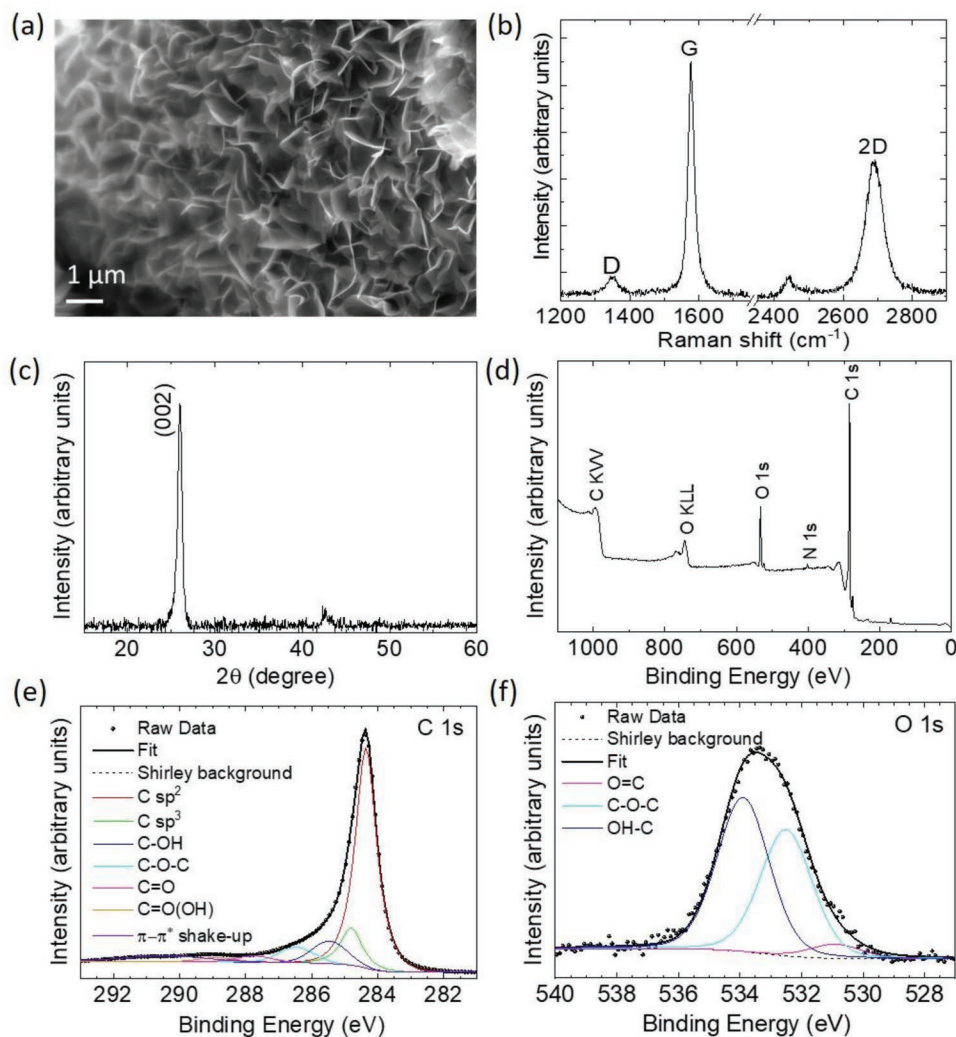 (a)
1 μm
(b)
G
2D
D
Intensity (arbitrary units)
1200 1400 1600 2400 2600 2800
Raman shift (cm⁻¹)
(c)
(002)
Intensity (arbitrary units)
20 30 40 50 60
2θ (degree)
(d)
C KVV
O KLL
O 1s
N 1s
C 1s
Intensity (arbitrary units)
1000 800 600 400 200 0
Binding Energy (eV)
(e)
C 1s
Raw Data
Fit
Shirley background
C sp²
C sp³
C-OH
C-O-C
C=O
C=O(OH)
π−π* shake-up
Intensity (arbitrary units)
292 290 288 286 284 282
Binding Energy (eV)
(f)
O 1s
Raw Data
Shirley background
Fit
O=C
C-O-C
OH-C
Intensity (arbitrary units)
540 538 536 534 532 530 528
Binding Energy (eV)